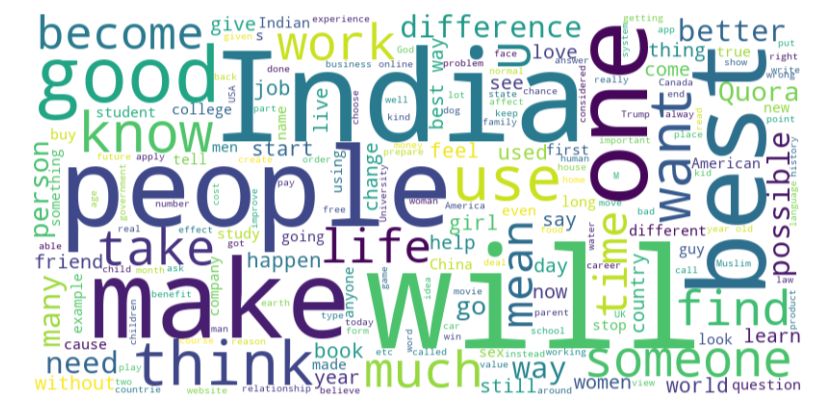 become
give
Indian
work
difference
u
love
better
thing
true
good
India
one
best
way
see
come
Quora
new
know
student
college
job
live
name
want
possible
person
something
buy
tell
men
start
using
change
feel
used
first
American
people
use
time
mean
take
life
girl
say
even
long
different
guy
friend
happen
help
China
day
now
country
find
many
make
will
go
need
think
book
much
way
someone
learn
cause
example
company
anyone
year
made
sex
still
women
world
question
without
look
stop
relationship
believe
website
countrie
two
play
experience
given
s
back
USA
done
part
business online
God
problem
face
answer
normal
well
kind
lot
dog
state
affect
keep
family
chance
choose
considered
getting
app
system
really
show
put
right
wrong
write
Canada
end
Trump
alway
place
read
point
important
human
house
home
order
money
prepare
create
future
apply
age
government
number
cost
improve
pay
woman
free
University
America
study
going
real
effect
got
able
child
month
ask
benefit
children
man
earth
type
today
form
course
reason
game
idea
deal
movie
car
win
word
etc
called
value
instead
working
around
school
parent
career
water
food
UK
view
move
bad
M
kid
year old
language
history
Muslim
call
law
product